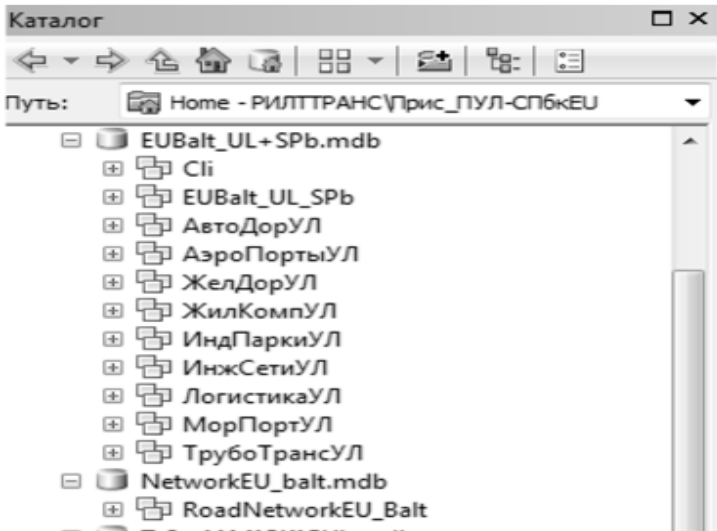 Каталог
Путь: Home - РИЛТТРАНС\Прис_ПУЛ-СПбкEU
EUBalt_UL+SPb.mdb
Cli
EUBalt_UL_SPb
АвтоДорУЛ
АэроПортыУЛ
ЖелДорУЛ
ЖилКомпУЛ
ИндПаркиУЛ
ИнжСетиУЛ
ЛогистикаУЛ
МорПортУЛ
ТрубоТрансУЛ
NetworkEU_balt.mdb
RoadNetworkEU_Balt